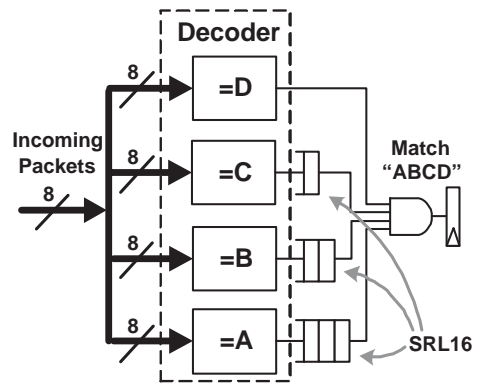 Decoder
8
=D
Incoming
Packets
8
8
=C
Match
“ABCD”
8
=B
8
=A
SRL16